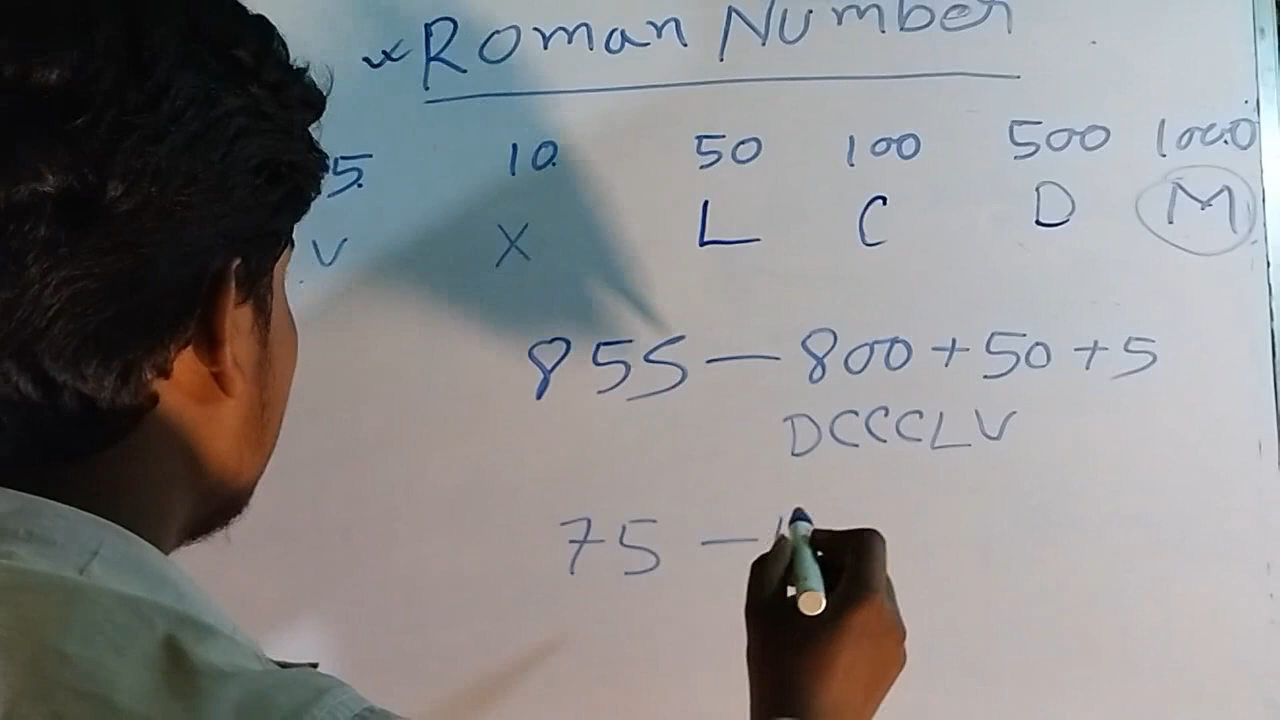 Roman Number
5 10 50 100 500 1000
V X L C D M
855 — 800 + 50 + 5
DCCCLV
75 —